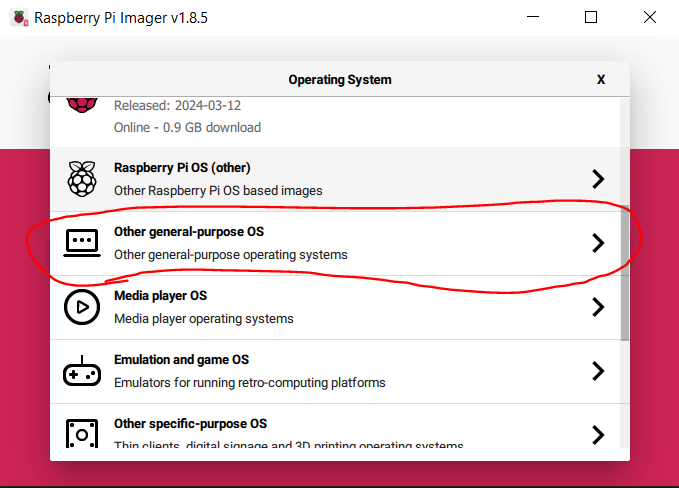 Raspberry Pi Imager v1.8.5
Operating System
X
Released: 2024-03-12
Online - 0.9 GB download
Raspberry Pi OS (other)
Other Raspberry Pi OS based images
Other general-purpose OS
Other general-purpose operating systems
Media player OS
Media player operating systems
Emulation and game OS
Emulators for running retro-computing platforms
Other specific-purpose OS
Thin clients, digital signage and 3D printing operating systems